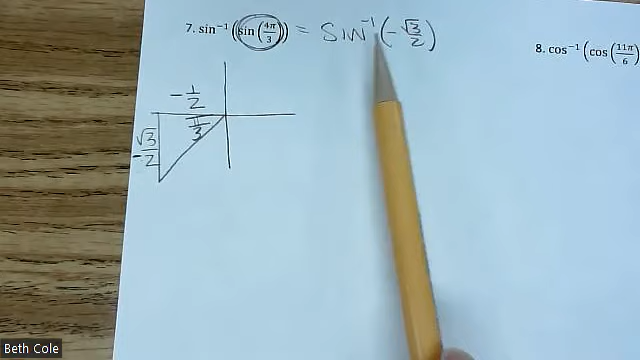 7. sin⁻¹ ((sin(4π/3))) = sin⁻¹(-√3/2)
8. cos⁻¹ (cos(11π/6)
-1/2
π/3
-√3/2
Beth Cole